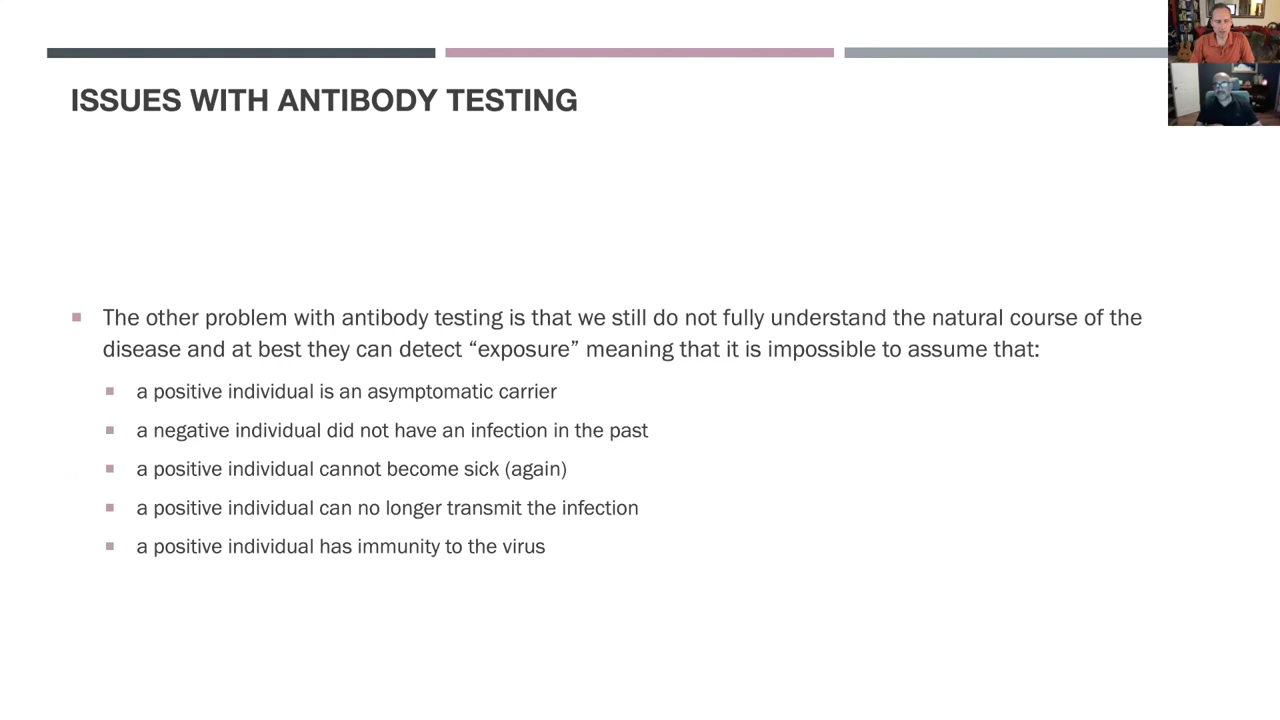 ISSUES WITH ANTIBODY TESTING
The other problem with antibody testing is that we still do not fully understand the natural course of the
disease and at best they can detect “exposure” meaning that it is impossible to assume that:
a positive individual is an asymptomatic carrier
a negative individual did not have an infection in the past
a positive individual cannot become sick (again)
a positive individual can no longer transmit the infection
a positive individual has immunity to the virus